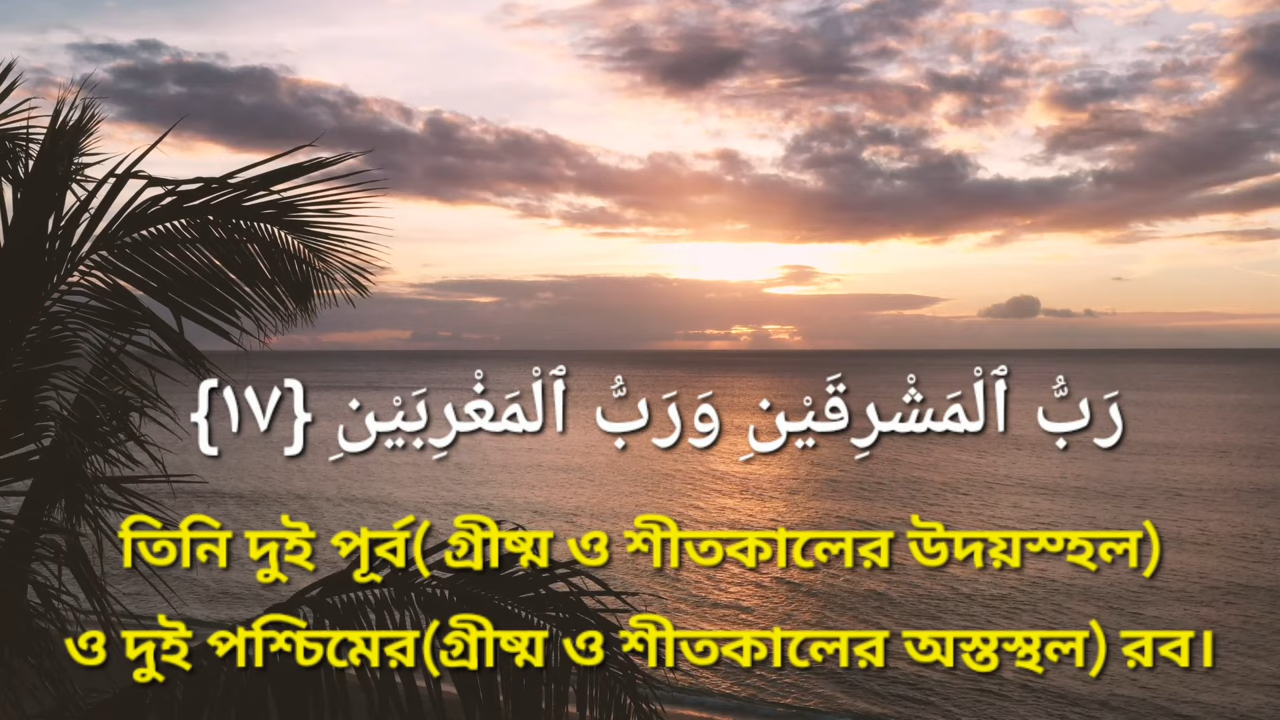 رَبُّ ٱلْمَشْرِقَيْنِ وَرَبُّ ٱلْمَغْرِبَيْنِ {١٧}
তিনি দুই পূর্ব( গ্রীষ্ম ও শীতকালের উদয়স্হল)
ও দুই পশ্চিমের(গ্রীষ্ম ও শীতকালের অস্তস্থল) রব।